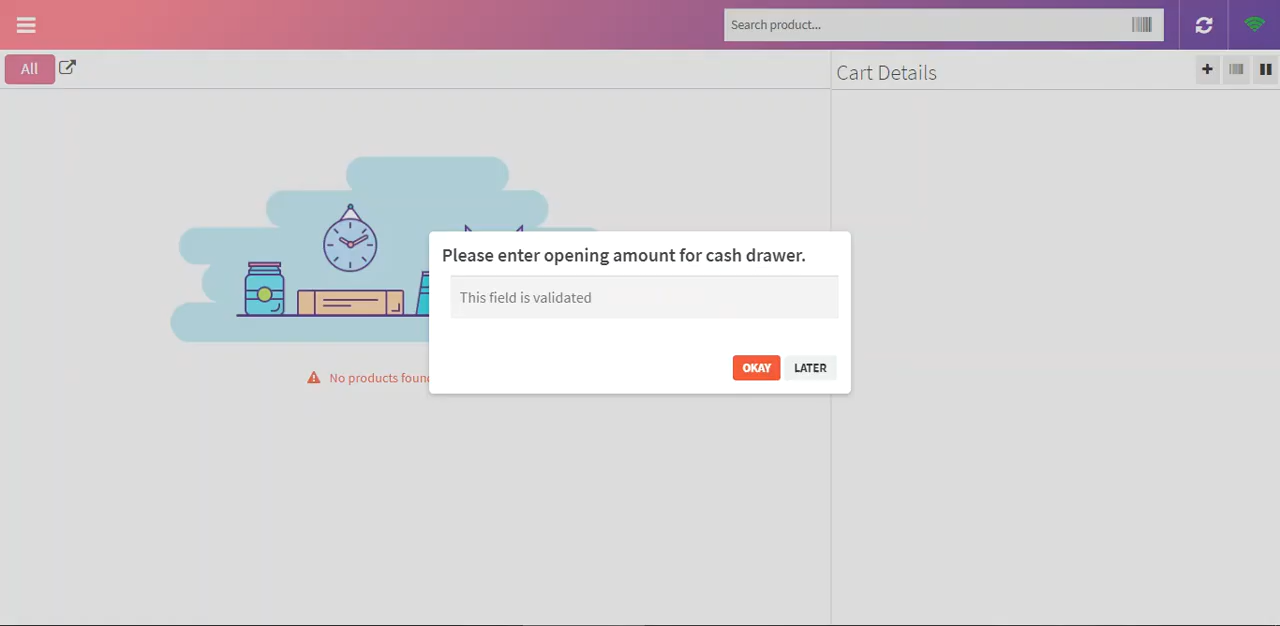 Search product...
All
Cart Details
Please enter opening amount for cash drawer.
This field is validated
OKAY
LATER
No products foun